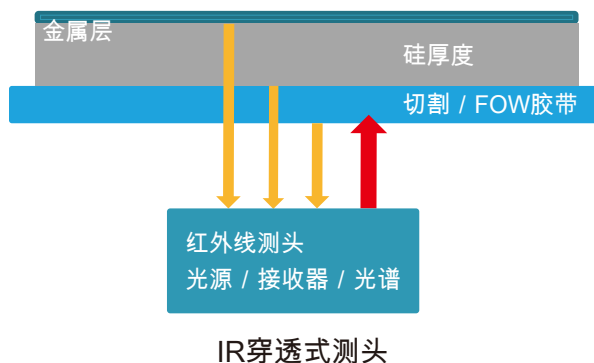 金属层
硅厚度
切割 / FOW胶带
红外线测头
光源 / 接收器 / 光谱
IR穿透式测头